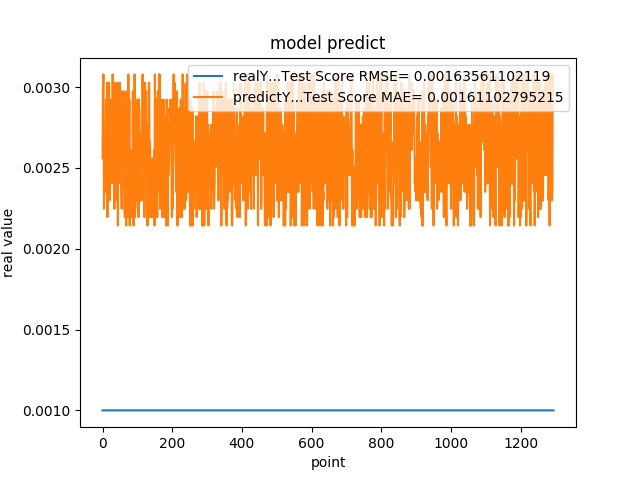 model predict
realY...Test Score RMSE= 0.00163561102119
predictY...Test Score MAE= 0.00161102795215
0.0030
0.0025
0.0020
0.0015
0.0010
real value
0 200 400 600 800 1000 1200
point